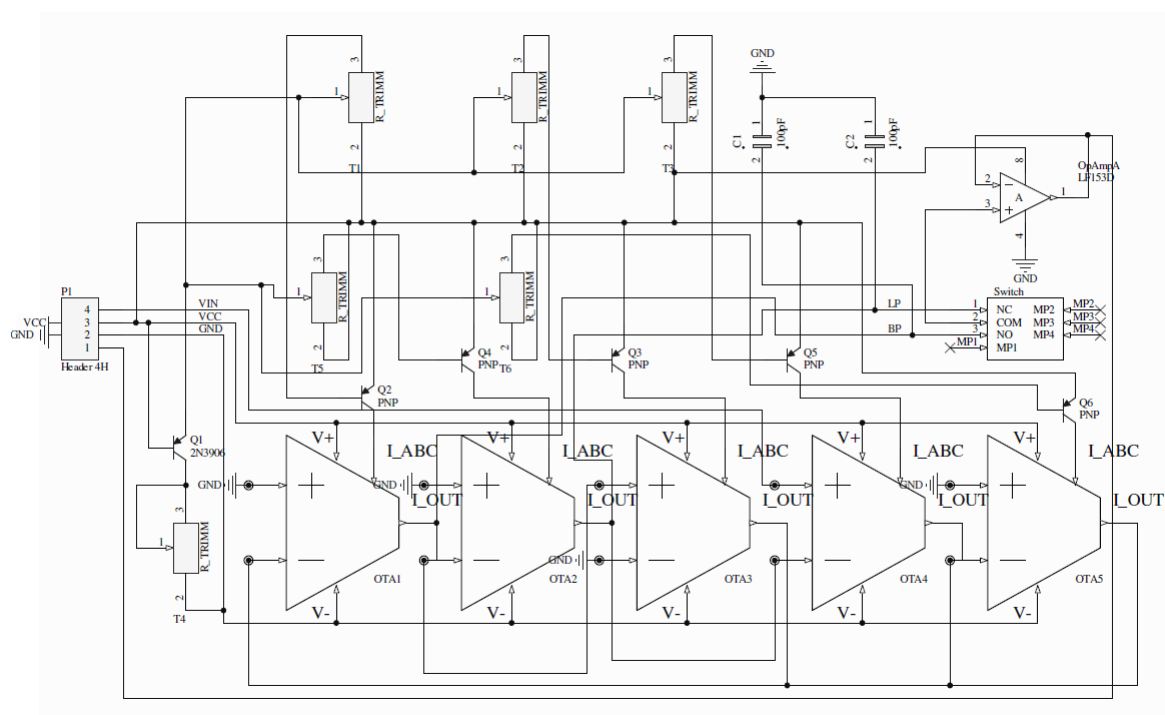 GND
3
1
R_TRIMM
2
T1
3
1
R_TRIMM
2
T2
3
1
R_TRIMM
2
T3
1
C1
100pF
2
1
C2
100pF
2
OpAmpA
LF153D
8
2
A
1
3
4
GND
P1
VCC
GND
4
3
2
1
Header 4H
VIN
VCC
GND
3
1
R_TRIMM
2
T5
3
1
R_TRIMM
2
T6
Switch
LP
BP
1
2
3
NC
COM
NO
MP1
MP2
MP3
MP4
MP1
MP2
MP3
MP4
Q4
PNP
Q3
PNP
Q5
PNP
Q2
PNP
Q6
PNP
Q1
2N3906
3
1
R_TRIMM
2
T4
V+
I_ABC
V+
I_ABC
V+
I_ABC
V+
I_ABC
V+
I_ABC
GND
GND
GND
I_OUT
I_OUT
I_OUT
I_OUT
I_OUT
GND
OTA1
OTA2
OTA3
OTA4
OTA5
V-
V-
V-
V-
V-